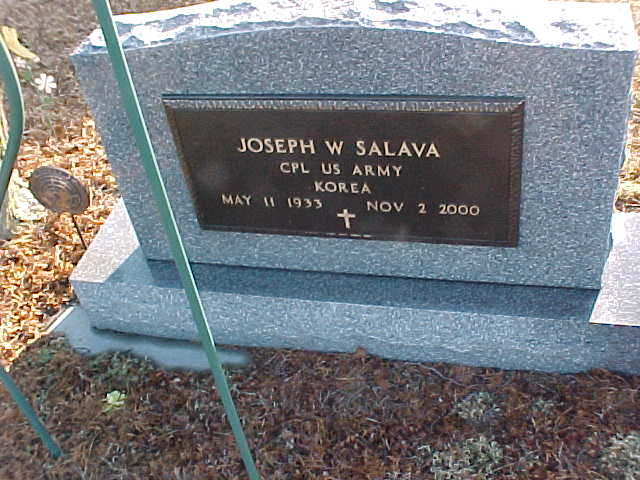 JOSEPH W SALAVA
CPL US ARMY
KOREA
MAY 11 1933 NOV 2 2000